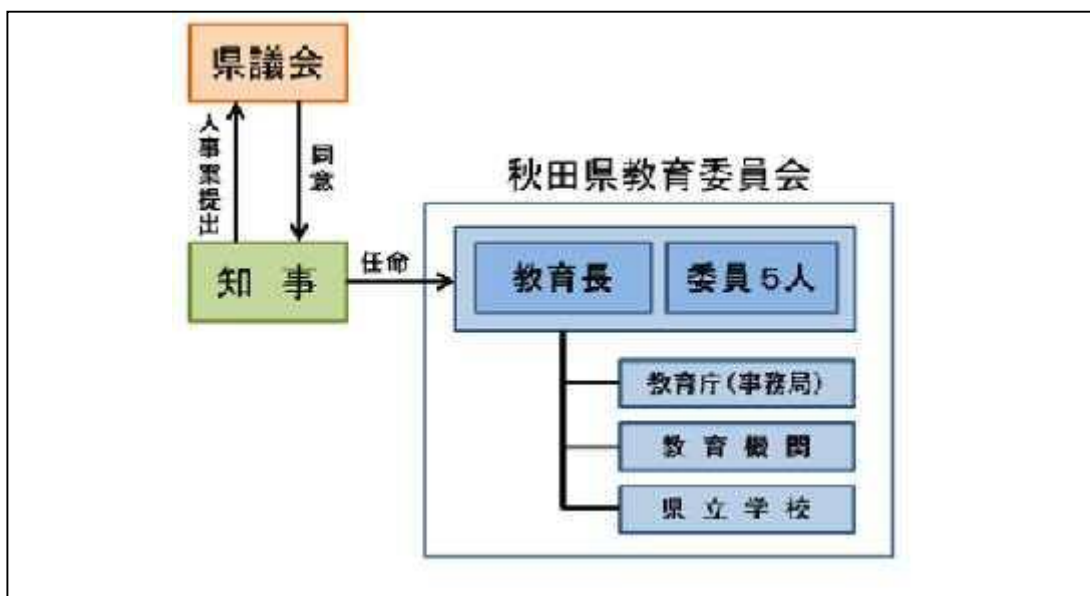 県議会
人事案提出
同意
知事
任命
秋田県教育委員会
教育長
委員5人
教育庁(事務局)
教育機関
県立学校